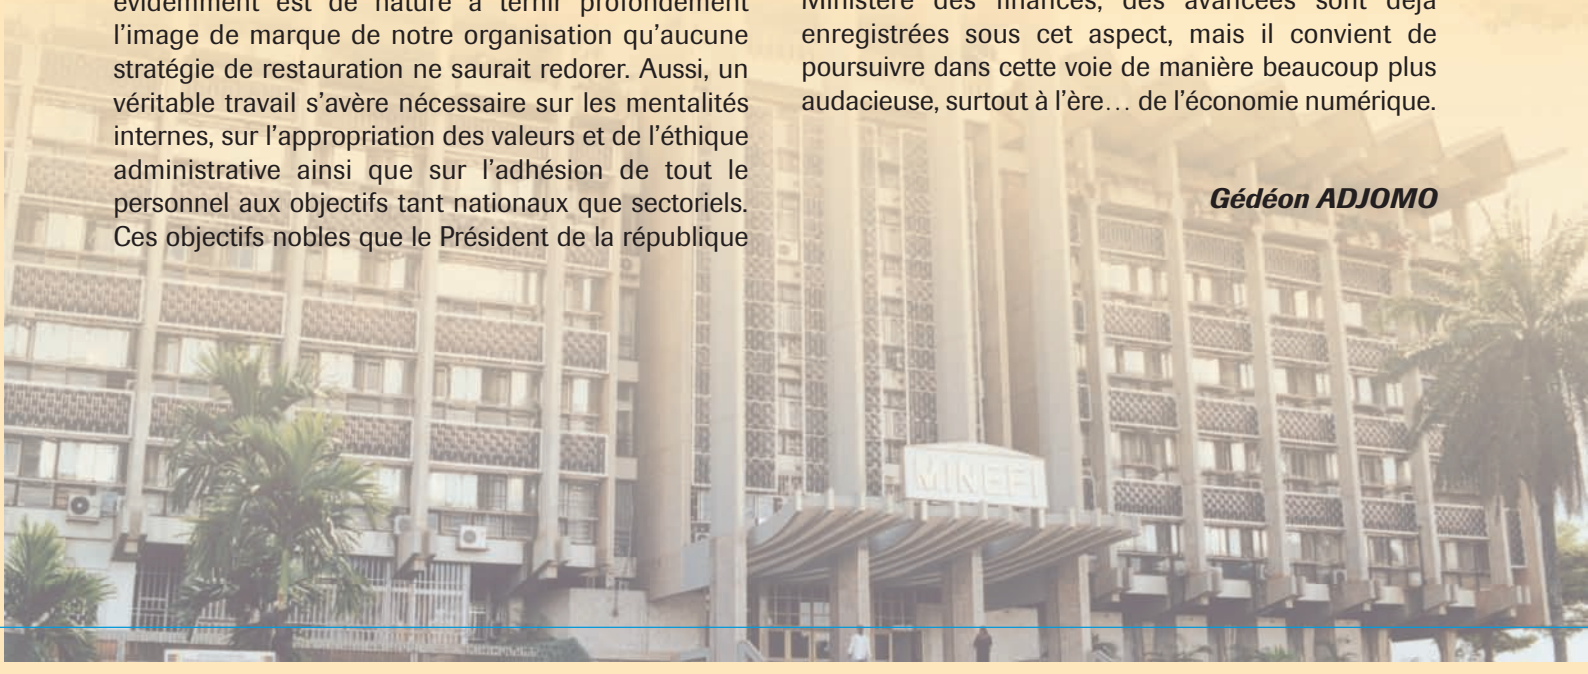 évidemment est de nature à ternir profondément
l'image de marque de notre organisation qu'aucune
stratégie de restauration ne saurait redorer. Aussi, un
véritable travail s'avère nécessaire sur les mentalités
internes, sur l'appropriation des valeurs et de l'éthique
administrative ainsi que sur l'adhésion de tout le
personnel aux objectifs tant nationaux que sectoriels.
Ces objectifs nobles que le Président de la république
Ministère des finances, des avancées sont déjà
enregistrées sous cet aspect, mais il convient de
poursuivre dans cette voie de manière beaucoup plus
audacieuse, surtout à l'ère… de l'économie numérique.
Gédéon ADJOMO
MINEFI